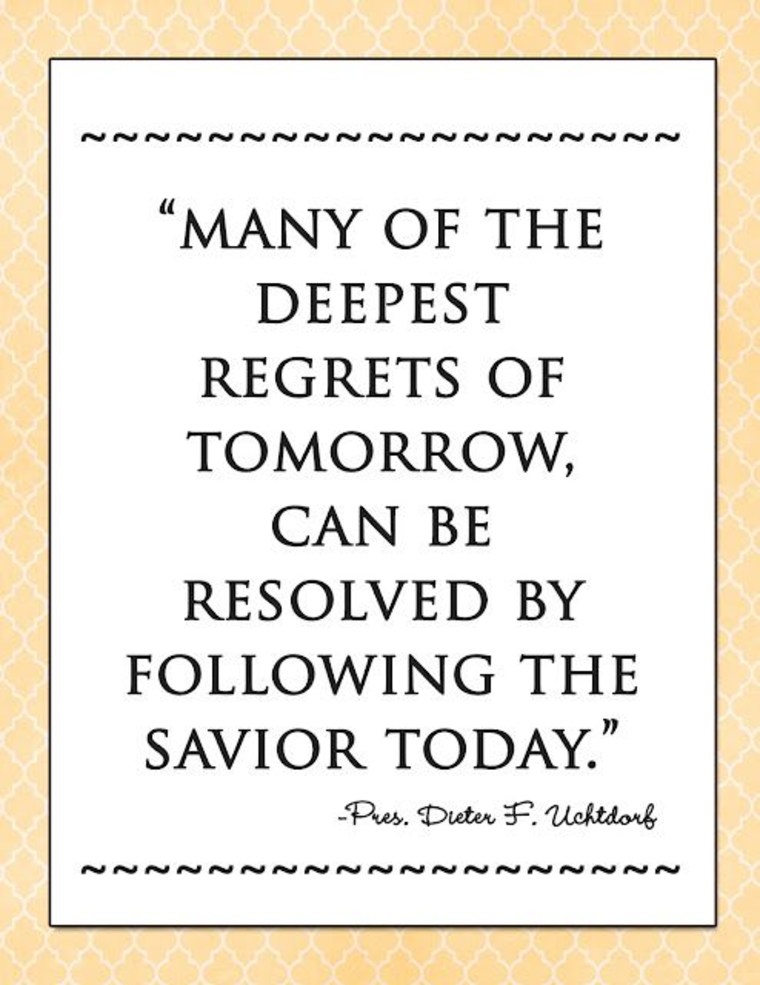 ~~~~~~~~~~~~~~~~~~~
“MANY OF THE
DEEPEST
REGRETS OF
TOMORROW,
CAN BE
RESOLVED BY
FOLLOWING THE
SAVIOR TODAY.”
-Pres. Dieter F. Uchtdorf
~~~~~~~~~~~~~~~~~~~